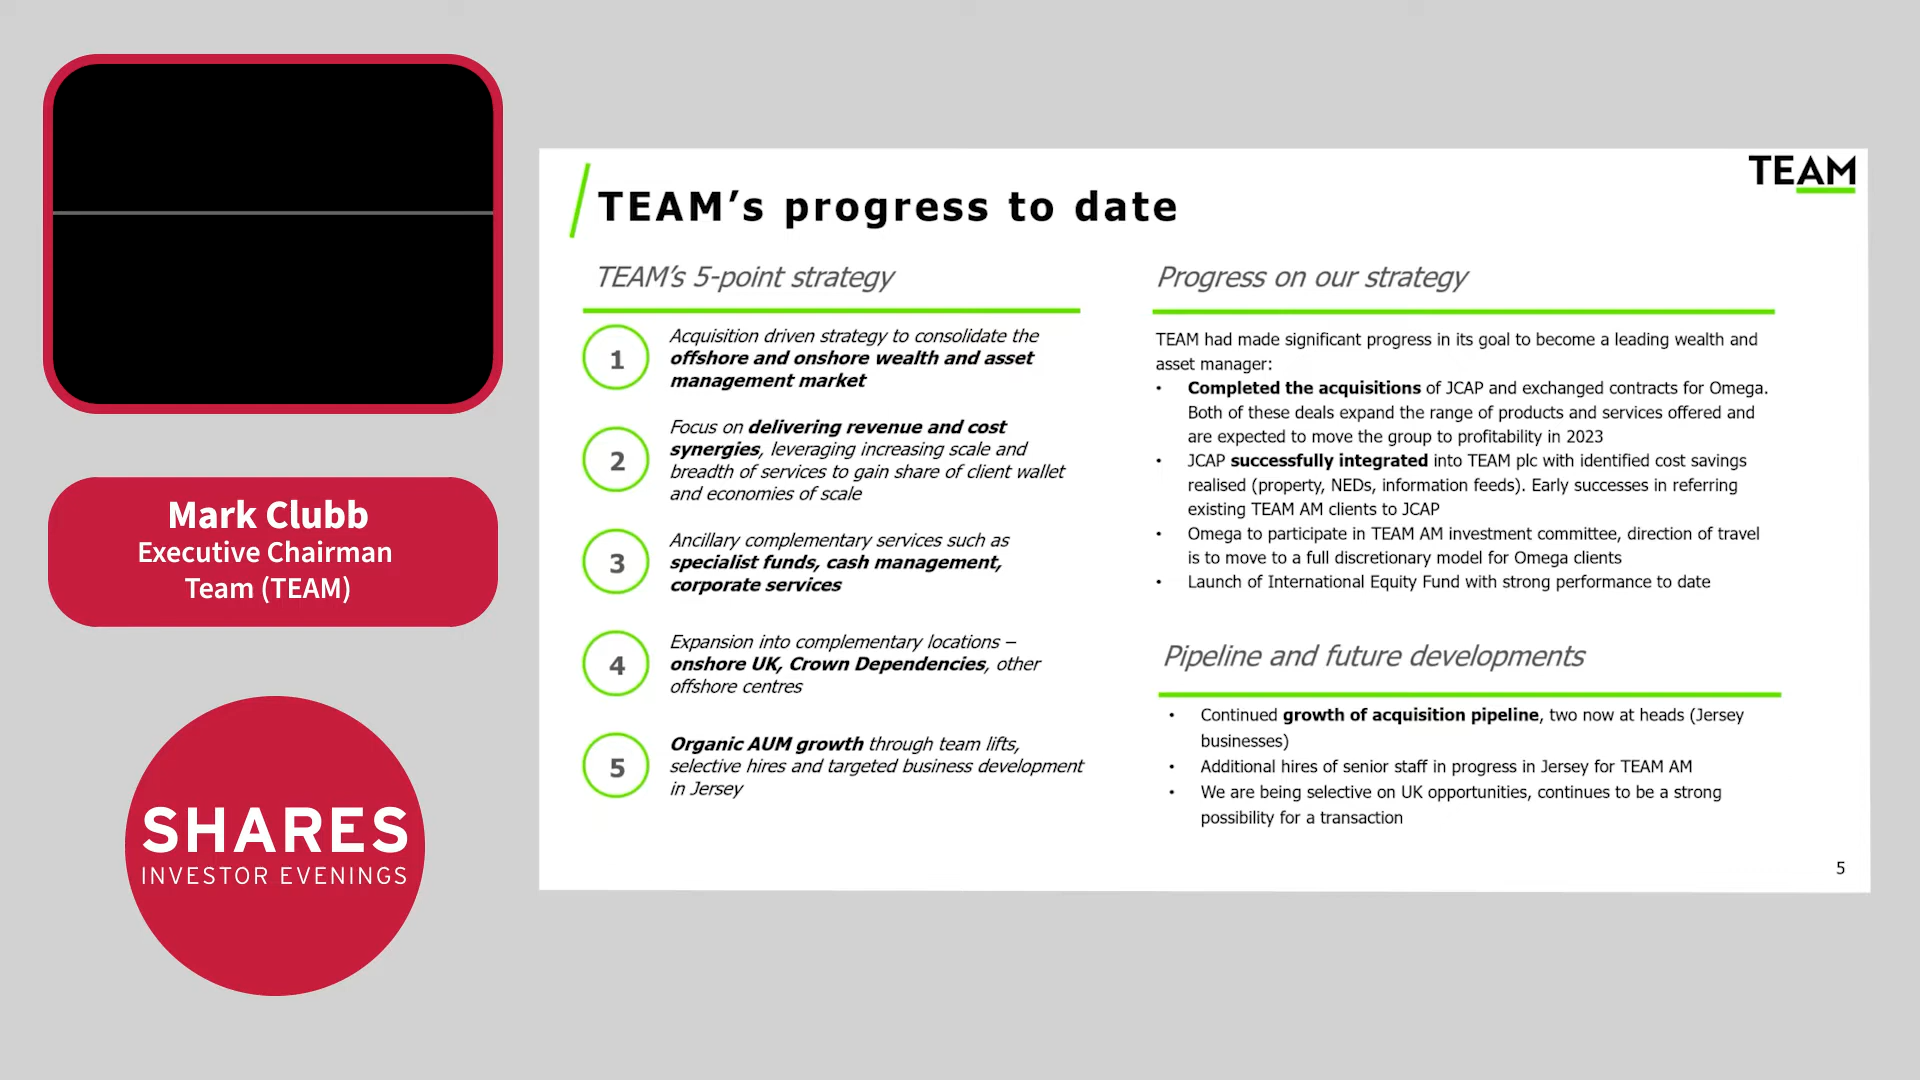 Mark Clubb
Executive Chairman
Team (TEAM)
SHARES
INVESTOR EVENINGS
TEAM
TEAM’s progress to date
TEAM’s 5-point strategy
1
Acquisition driven strategy to consolidate the
offshore and onshore wealth and asset
management market
2
Focus on delivering revenue and cost
synergies, leveraging increasing scale and
breadth of services to gain share of client wallet
and economies of scale
3
Ancillary complementary services such as
specialist funds, cash management,
corporate services
4
Expansion into complementary locations –
onshore UK, Crown Dependencies, other
offshore centres
5
Organic AUM growth through team lifts,
selective hires and targeted business development
in Jersey
Progress on our strategy
TEAM had made significant progress in its goal to become a leading wealth and
asset manager:
• Completed the acquisitions of JCAP and exchanged contracts for Omega.
Both of these deals expand the range of products and services offered and
are expected to move the group to profitability in 2023
• JCAP successfully integrated into TEAM plc with identified cost savings
realised (property, NEDs, information feeds). Early successes in referring
existing TEAM AM clients to JCAP
• Omega to participate in TEAM AM investment committee, direction of travel
is to move to a full discretionary model for Omega clients
• Launch of International Equity Fund with strong performance to date
Pipeline and future developments
• Continued growth of acquisition pipeline, two now at heads (Jersey
businesses)
• Additional hires of senior staff in progress in Jersey for TEAM AM
• We are being selective on UK opportunities, continues to be a strong
possibility for a transaction
5